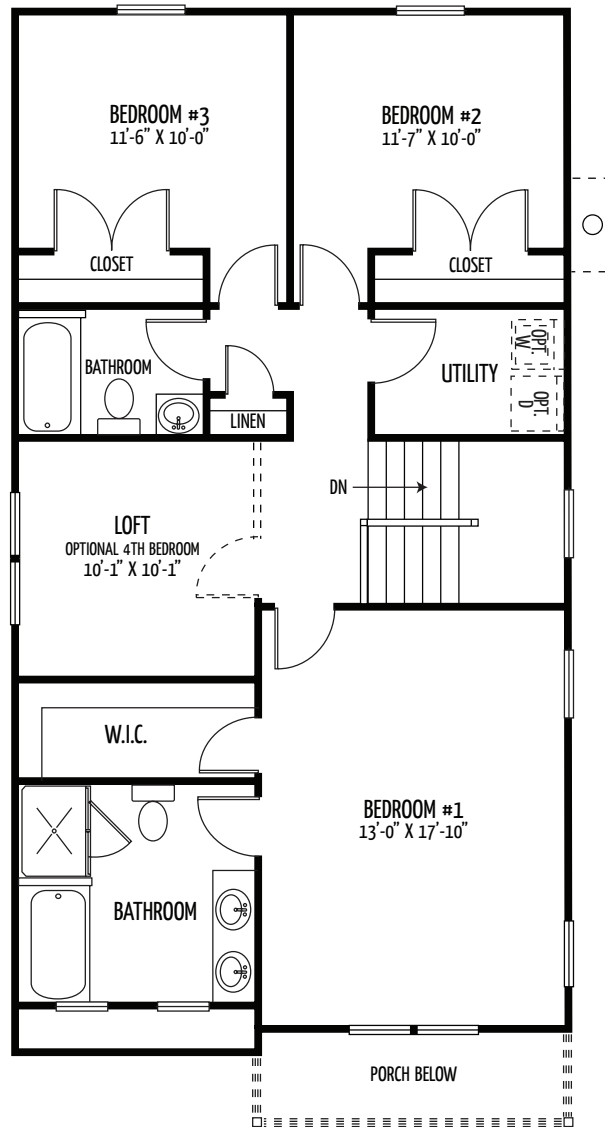 BEDROOM #3
11'-6" X 10'-0"
BEDROOM #2
11'-7" X 10'-0"
CLOSET
CLOSET
BATHROOM
LINEN
UTILITY
OPT.
W
OPT.
D
DN
LOFT
OPTIONAL 4TH BEDROOM
10'-1" X 10'-1"
W.I.C.
BEDROOM #1
13'-0" X 17'-10"
BATHROOM
PORCH BELOW